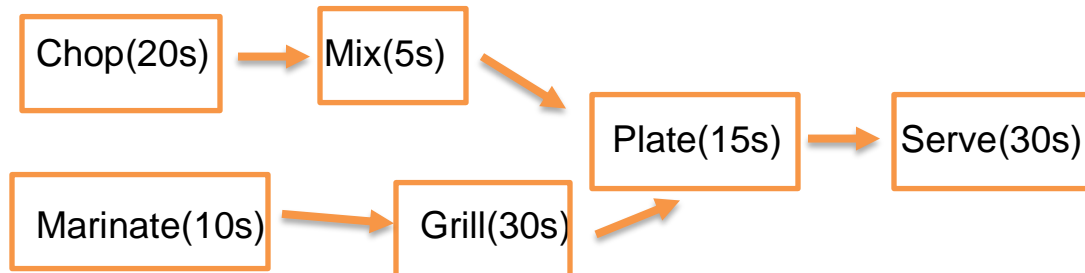 Chop(20s)
Mix(5s)
Plate(15s)
Serve(30s)
Marinate(10s)
Grill(30s)